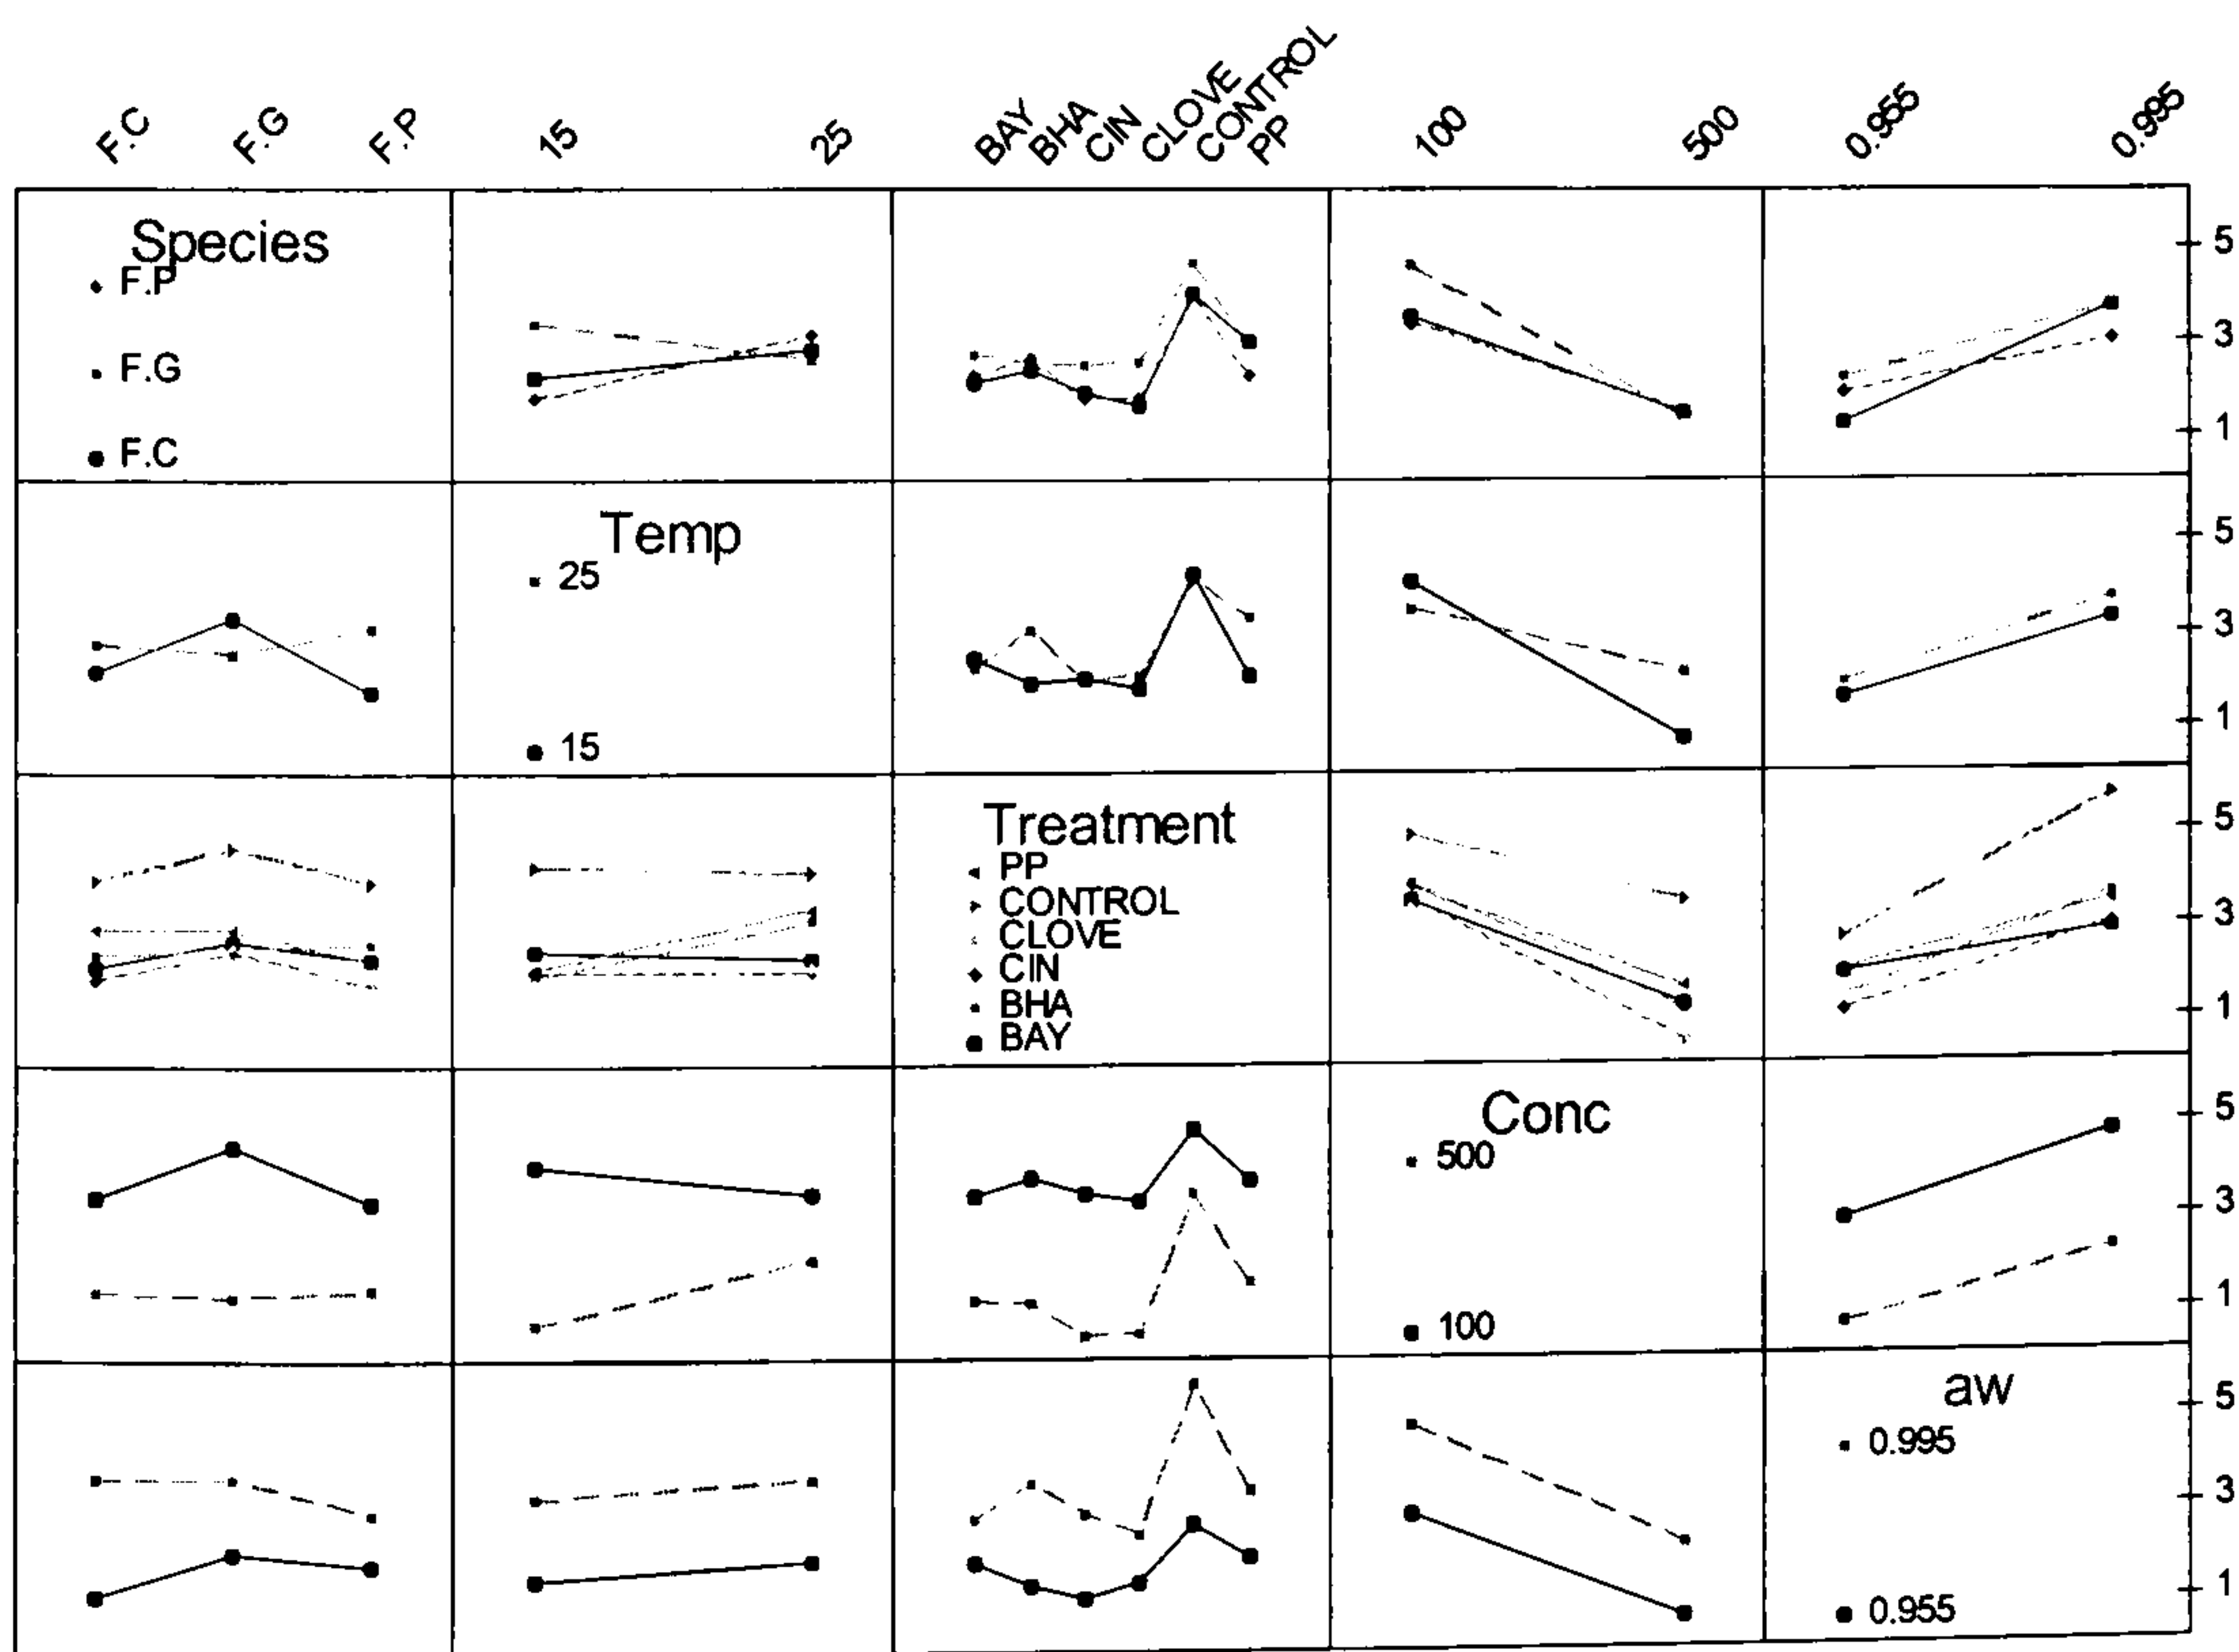 F.C F.G F.P 15 25 BAY BHA CIN CLOVE CONTROL PP 100 500 0.955 0.995
Species
F.P
F.G
F.C
5
3
1
Temp
25
15
5
3
1
Treatment
PP
CONTROL
CLOVE
CIN
BHA
BAY
5
3
1
Conc
500
100
5
3
1
aw
0.995
0.955
5
3
1